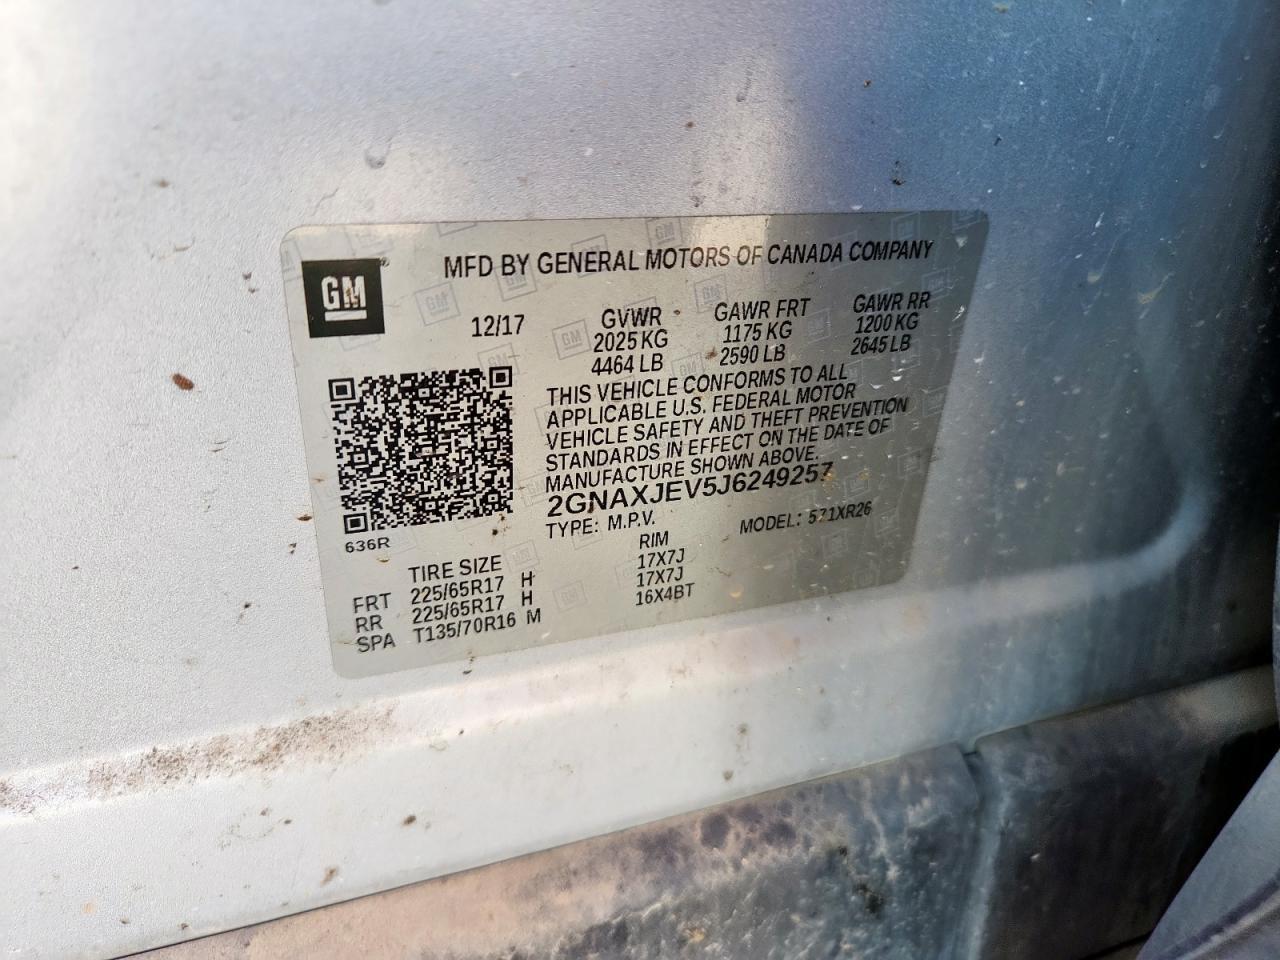 GM
MFD BY GENERAL MOTORS OF CANADA COMPANY
12/17
GVWR GAWR FRT GAWR RR
2025 KG 1175 KG 1200 KG
4464 LB 2590 LB 2645 LB
THIS VEHICLE CONFORMS TO ALL
APPLICABLE U.S. FEDERAL MOTOR
VEHICLE SAFETY AND THEFT PREVENTION
STANDARDS IN EFFECT ON THE DATE OF
MANUFACTURE SHOWN ABOVE.
2GNAXJEV5J6249257
TYPE: M.P.V. MODEL:
636R
TIRE SIZE RIM
FRT 225/65R17 H 17X7J
RR 225/65R17 H 17X7J
SPA T135/70R16 M 16X4BT